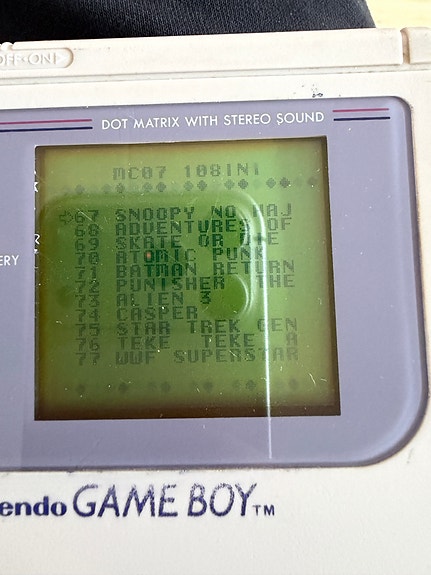 OFF•ON
DOT MATRIX WITH STEREO SOUND
MC07 108IN1
67 SNOOPY NO MAJ
68 ADVENTURES OF
69 SKATE OR DIE
70 ATOMIC PUNK
71 BATMAN RETURN
72 PUNISHER THE
73 ALIEN 3
74 CASPER
75 STAR TREK GEN
76 TEKE TEKE A
77 WWF SUPERSTAR
ERY
endo GAME BOY TM